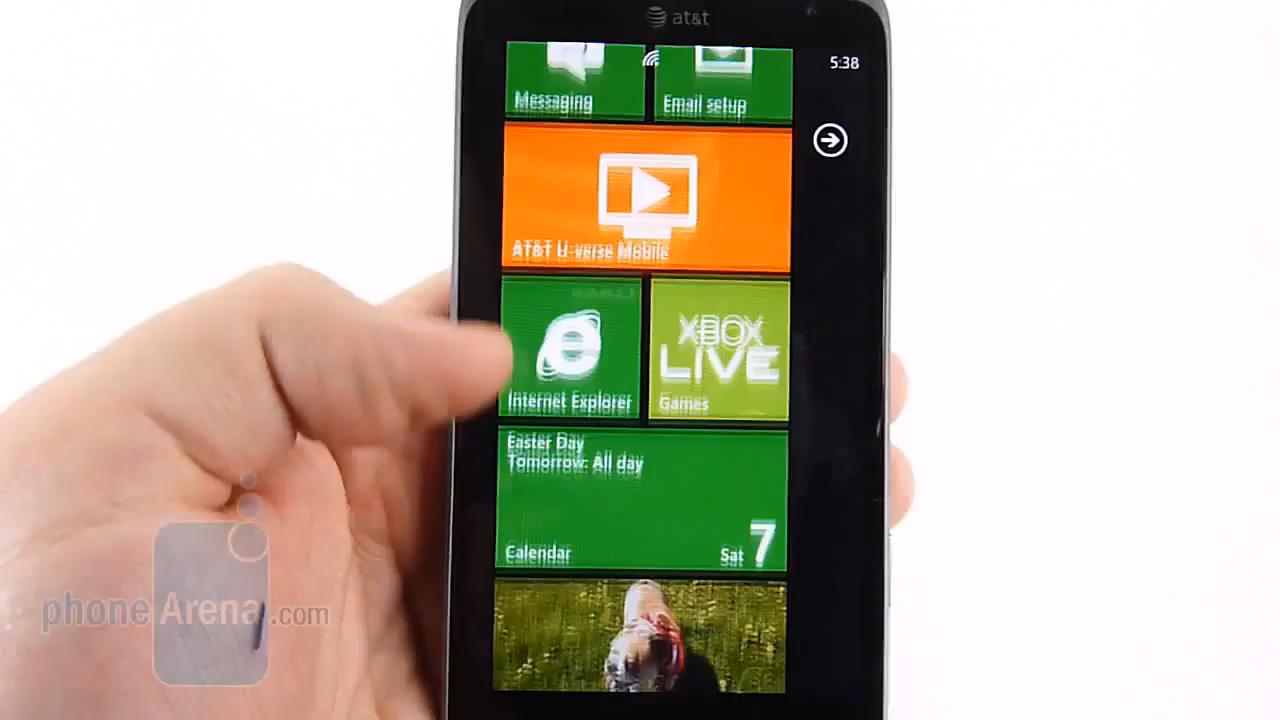 at&t
5:38
Messaging
Email setup
AT&T U-verse Mobile
XBOX
LIVE
Internet Explorer
Games
Easter Day
Tomorrow: All day
Calendar
Sat 7
phoneArena.com